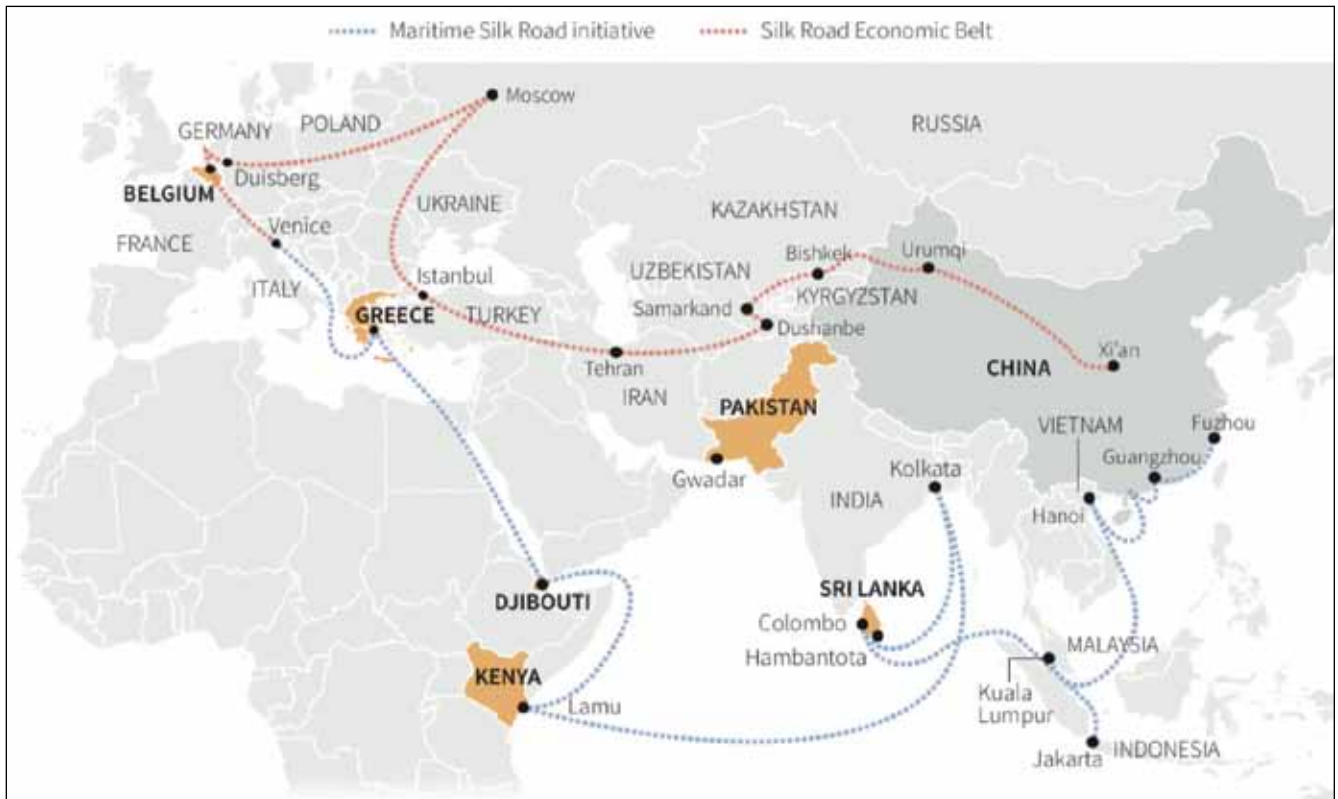 Maritime Silk Road initiative
Silk Road Economic Belt
Moscow
RUSSIA
GERMANY
POLAND
Duisberg
BELGIUM
UKRAINE
KAZAKHSTAN
Venice
FRANCE
Bishkek
Urumqi
Istanbul
UZBEKISTAN
ITALY
KYRGYZSTAN
GREECE
TURKEY
Samarkand
Dushanbe
Tehran
Xi'an
CHINA
IRAN
PAKISTAN
VIETNAM
Fuzhou
Guangzhou
Kolkata
Gwadar
INDIA
Hanoi
SRI LANKA
DJIBOUTI
Colombo
MALAYSIA
Hambantota
KENYA
Lamu
Kuala
Lumpur
Jakarta
INDONESIA